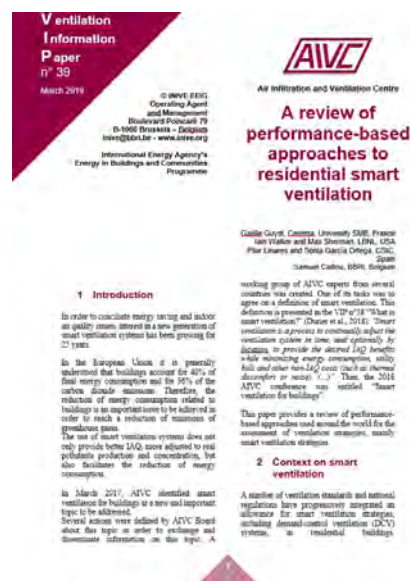 Ventilation
Information
Paper
n° 39
March 2019
© INIVE EEIG
Operating Agent
and Management
Boulevard Poincaré 79
B-1060 Brussels – Belgium
inive@bbri.be - www.inive.org
International Energy Agency's
Energy in Buildings and Communities
Programme
AIVC
Air Infiltration and Ventilation Centre
A review of
performance-based
approaches to
residential smart
ventilation
Gaëlle Guyot, Cerema, University SMB, France
Iain Walker and Max Sherman, LBNL, USA
Pilar Linares and Sonia García Ortega, CSIC,
Spain
Samuel Caillou, BBRI, Belgium
1 Introduction
In order to conciliate energy saving and indoor
air quality issues, interest in a new generation of
smart ventilation systems has been growing for
25 years.
In the European Union it is generally
understood that buildings account for 40% of
final energy consumption and for 36% of the
carbon dioxide emissions. Therefore, the
reduction of energy consumption related to
buildings is an important issue to be achieved in
order to reach a reduction of emissions of
greenhouse gases.
The use of smart ventilation systems does not
only provide better IAQ, more adjusted to real
pollutants production and concentration, but
also facilitates the reduction of energy
consumption.
In March 2017, AIVC identified smart
ventilation for buildings as a new and important
topic to be addressed.
Several actions were defined by AIVC Board
about this topic in order to exchange and
disseminate information on this topic. A
working group of AIVC experts from several
countries was created. One of its tasks was to
agree on a definition of smart ventilation. This
definition is presented in the VIP n°38 "What is
smart ventilation?" (Durier et al., 2018): "Smart
ventilation is a process to continually adjust the
ventilation system in time, and optionally by
location, to provide the desired IAQ benefits
while minimizing energy consumption, utility
bills and other non-IAQ costs (such as thermal
discomfort or noise). (…)" Then, the 2018
AIVC conference was entitled "Smart
ventilation for buildings".
This paper provides a review of performance-
based approaches used around the world for the
assessment of ventilation strategies, mainly
smart ventilation strategies.
2 Context on smart
ventilation
A number of ventilation standards and national
regulations have progressively integrated an
allowance for smart ventilation strategies,
including demand-control ventilation (DCV)
systems, in residential buildings.
1